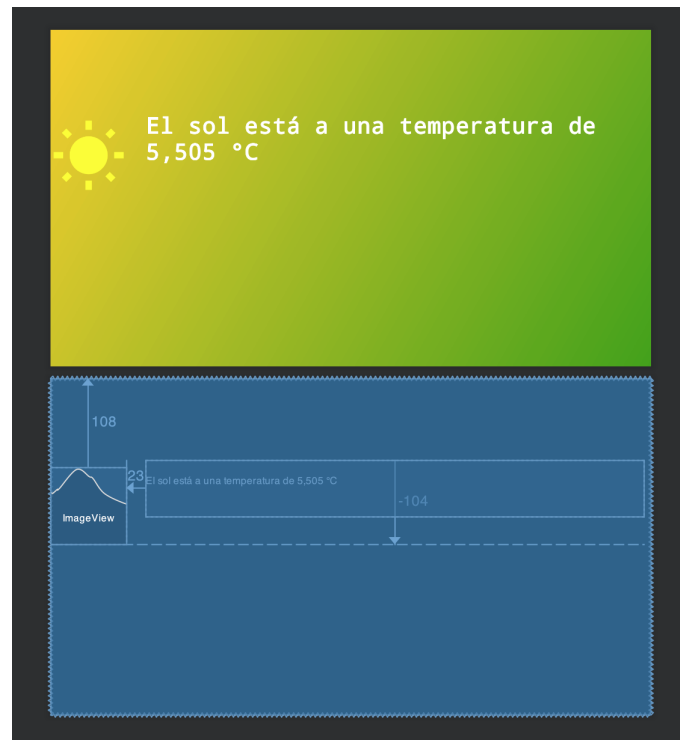 El sol está a una temperatura de
5,505 °C
108
23
El sol está a una temperatura de 5,505 °C
-104
ImageView